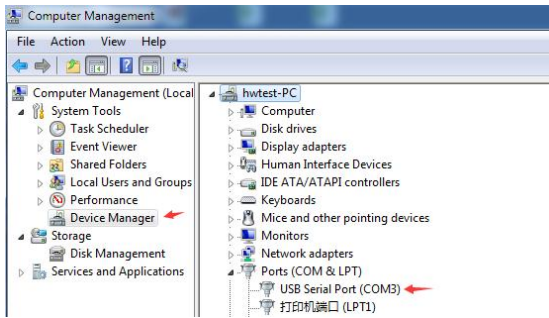 Computer Management
File Action View Help
Computer Management (Local
System Tools
Task Scheduler
Event Viewer
Shared Folders
Local Users and Groups
Performance
Device Manager
Storage
Disk Management
Services and Applications
hwtest-PC
Computer
Disk drives
Display adapters
Human Interface Devices
IDE ATA/ATAPI controllers
Keyboards
Mice and other pointing devices
Monitors
Network adapters
Ports (COM & LPT)
USB Serial Port (COM3)
打印机端口 (LPT1)